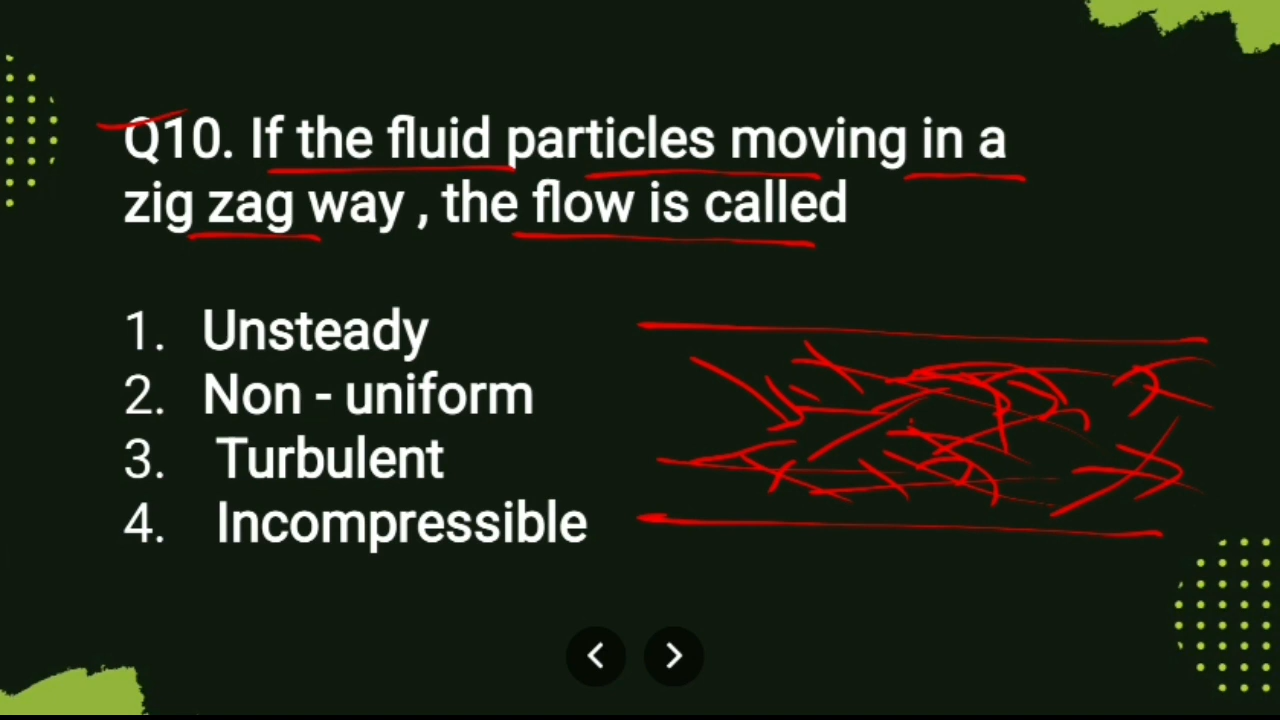 Q10. If the fluid particles moving in a
zig zag way , the flow is called
1. Unsteady
2. Non - uniform
3. Turbulent
4. Incompressible